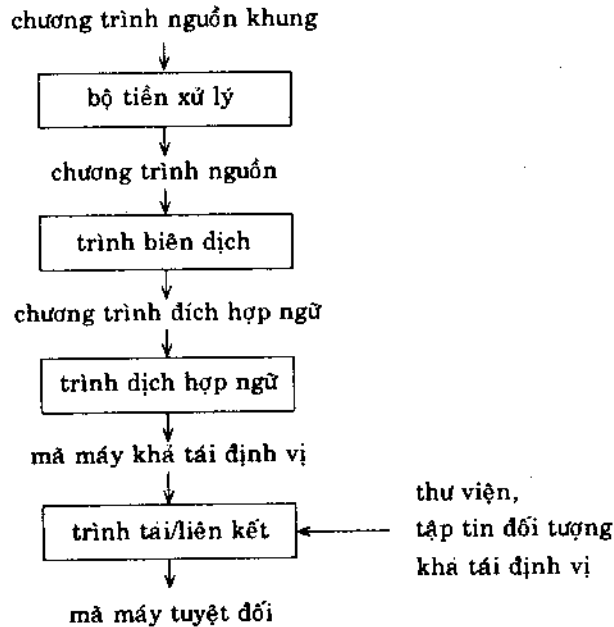 chương trình nguồn khung
bộ tiền xử lý
chương trình nguồn
trình biên dịch
chương trình đích hợp ngữ
trình dịch hợp ngữ
mã máy khả tái định vị
thư viện,
trình tải/liên kết
tập tin đối tượng
khả tái định vị
mã máy tuyệt đối